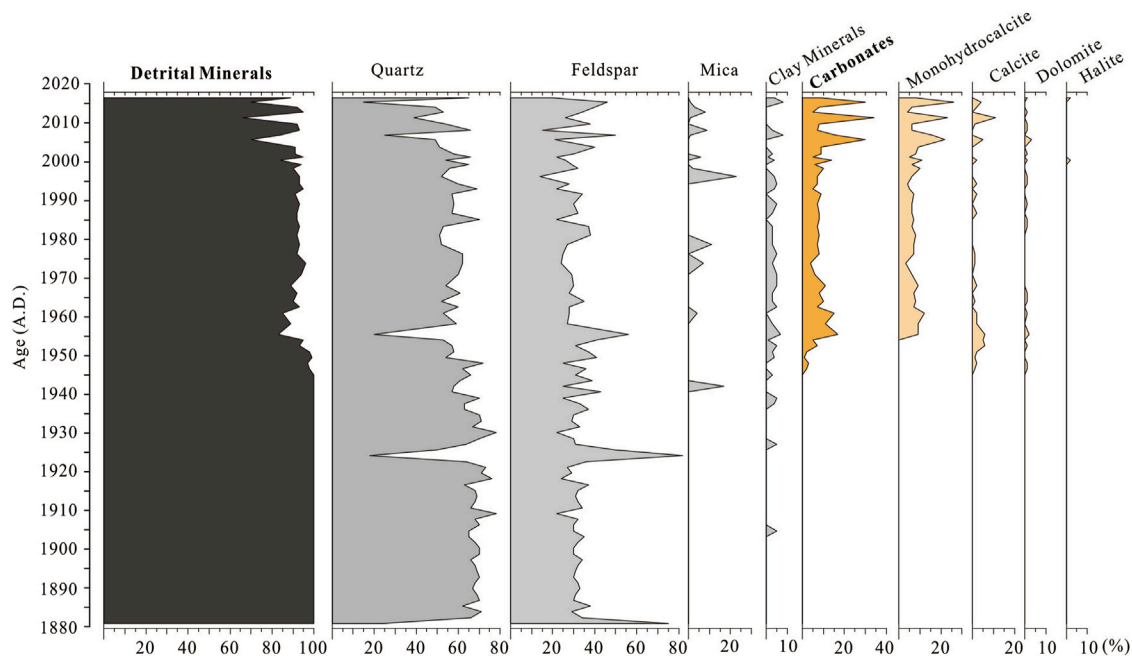 Detrital Minerals
Quartz
Feldspar
Mica
Clay Minerals
Carbonates
Monohydrocalcite
Calcite
Dolomite
Halite
Age (A.D.)
2020
2010
2000
1990
1980
1970
1960
1950
1940
1930
1920
1910
1900
1890
1880
20 40 60 80 100
20 40 60 80
20 40 60 80
20
10
20 40
20
20
10
10 (%)